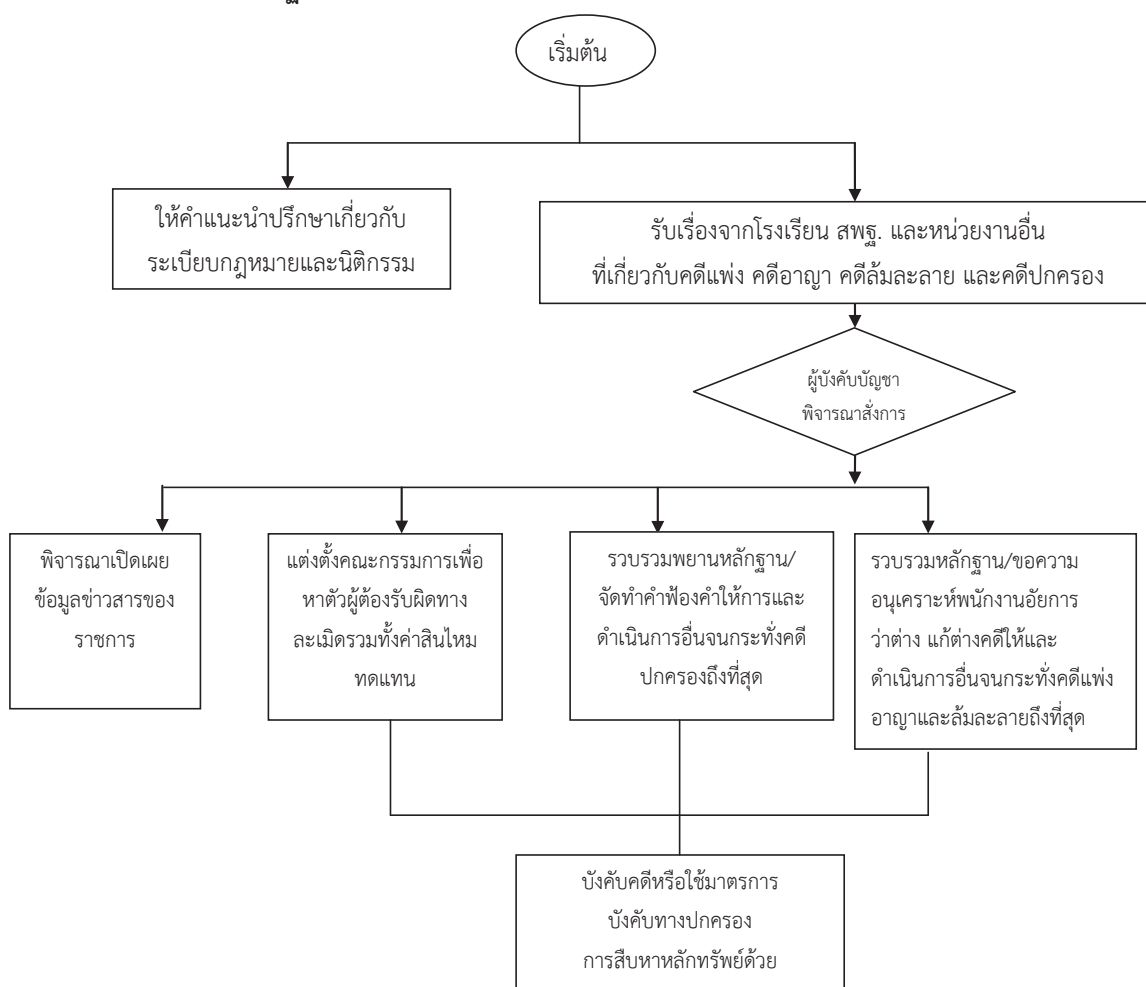 เริ่มต้น
ให้คำแนะนำปรึกษาเกี่ยวกับ
ระเบียบกฎหมายและนิติกรรม
รับเรื่องจากโรงเรียน สพฐ. และหน่วยงานอื่น
ที่เกี่ยวกับคดีแพ่ง คดีอาญา คดีล้มละลาย และคดีปกครอง
ผู้บังคับบัญชา
พิจารณาสั่งการ
พิจารณาเปิดเผย
ข้อมูลข่าวสารของ
ราชการ
แต่งตั้งคณะกรรมการเพื่อ
หาตัวผู้ต้องรับผิดทาง
ละเมิดรวมทั้งค่าสินไหม
ทดแทน
รวบรวมพยานหลักฐาน/
จัดทำคำฟ้องคำให้การและ
ดำเนินการอื่นจนกระทั่งคดี
ปกครองถึงที่สุด
รวบรวมหลักฐาน/ขอความ
อนุเคราะห์พนักงานอัยการ
ว่าต่าง แก้ต่างคดีให้และ
ดำเนินการอื่นจนกระทั่งคดีแพ่ง
อาญาและล้มละลายถึงที่สุด
บังคับคดีหรือใช้มาตรการ
บังคับทางปกครอง
การสืบหาหลักทรัพย์ด้วย